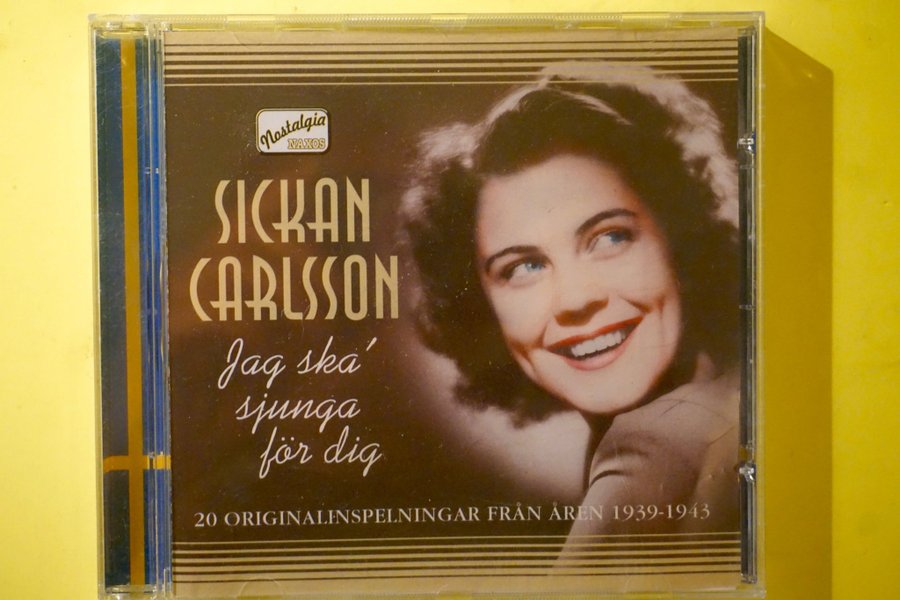 Nostalgia
NAXOS
SICKAN
CARLSSON
Jag ska'
sjunga
för dig
20 ORIGINALINSPELNINGAR FRÅN ÅREN 1939-1943